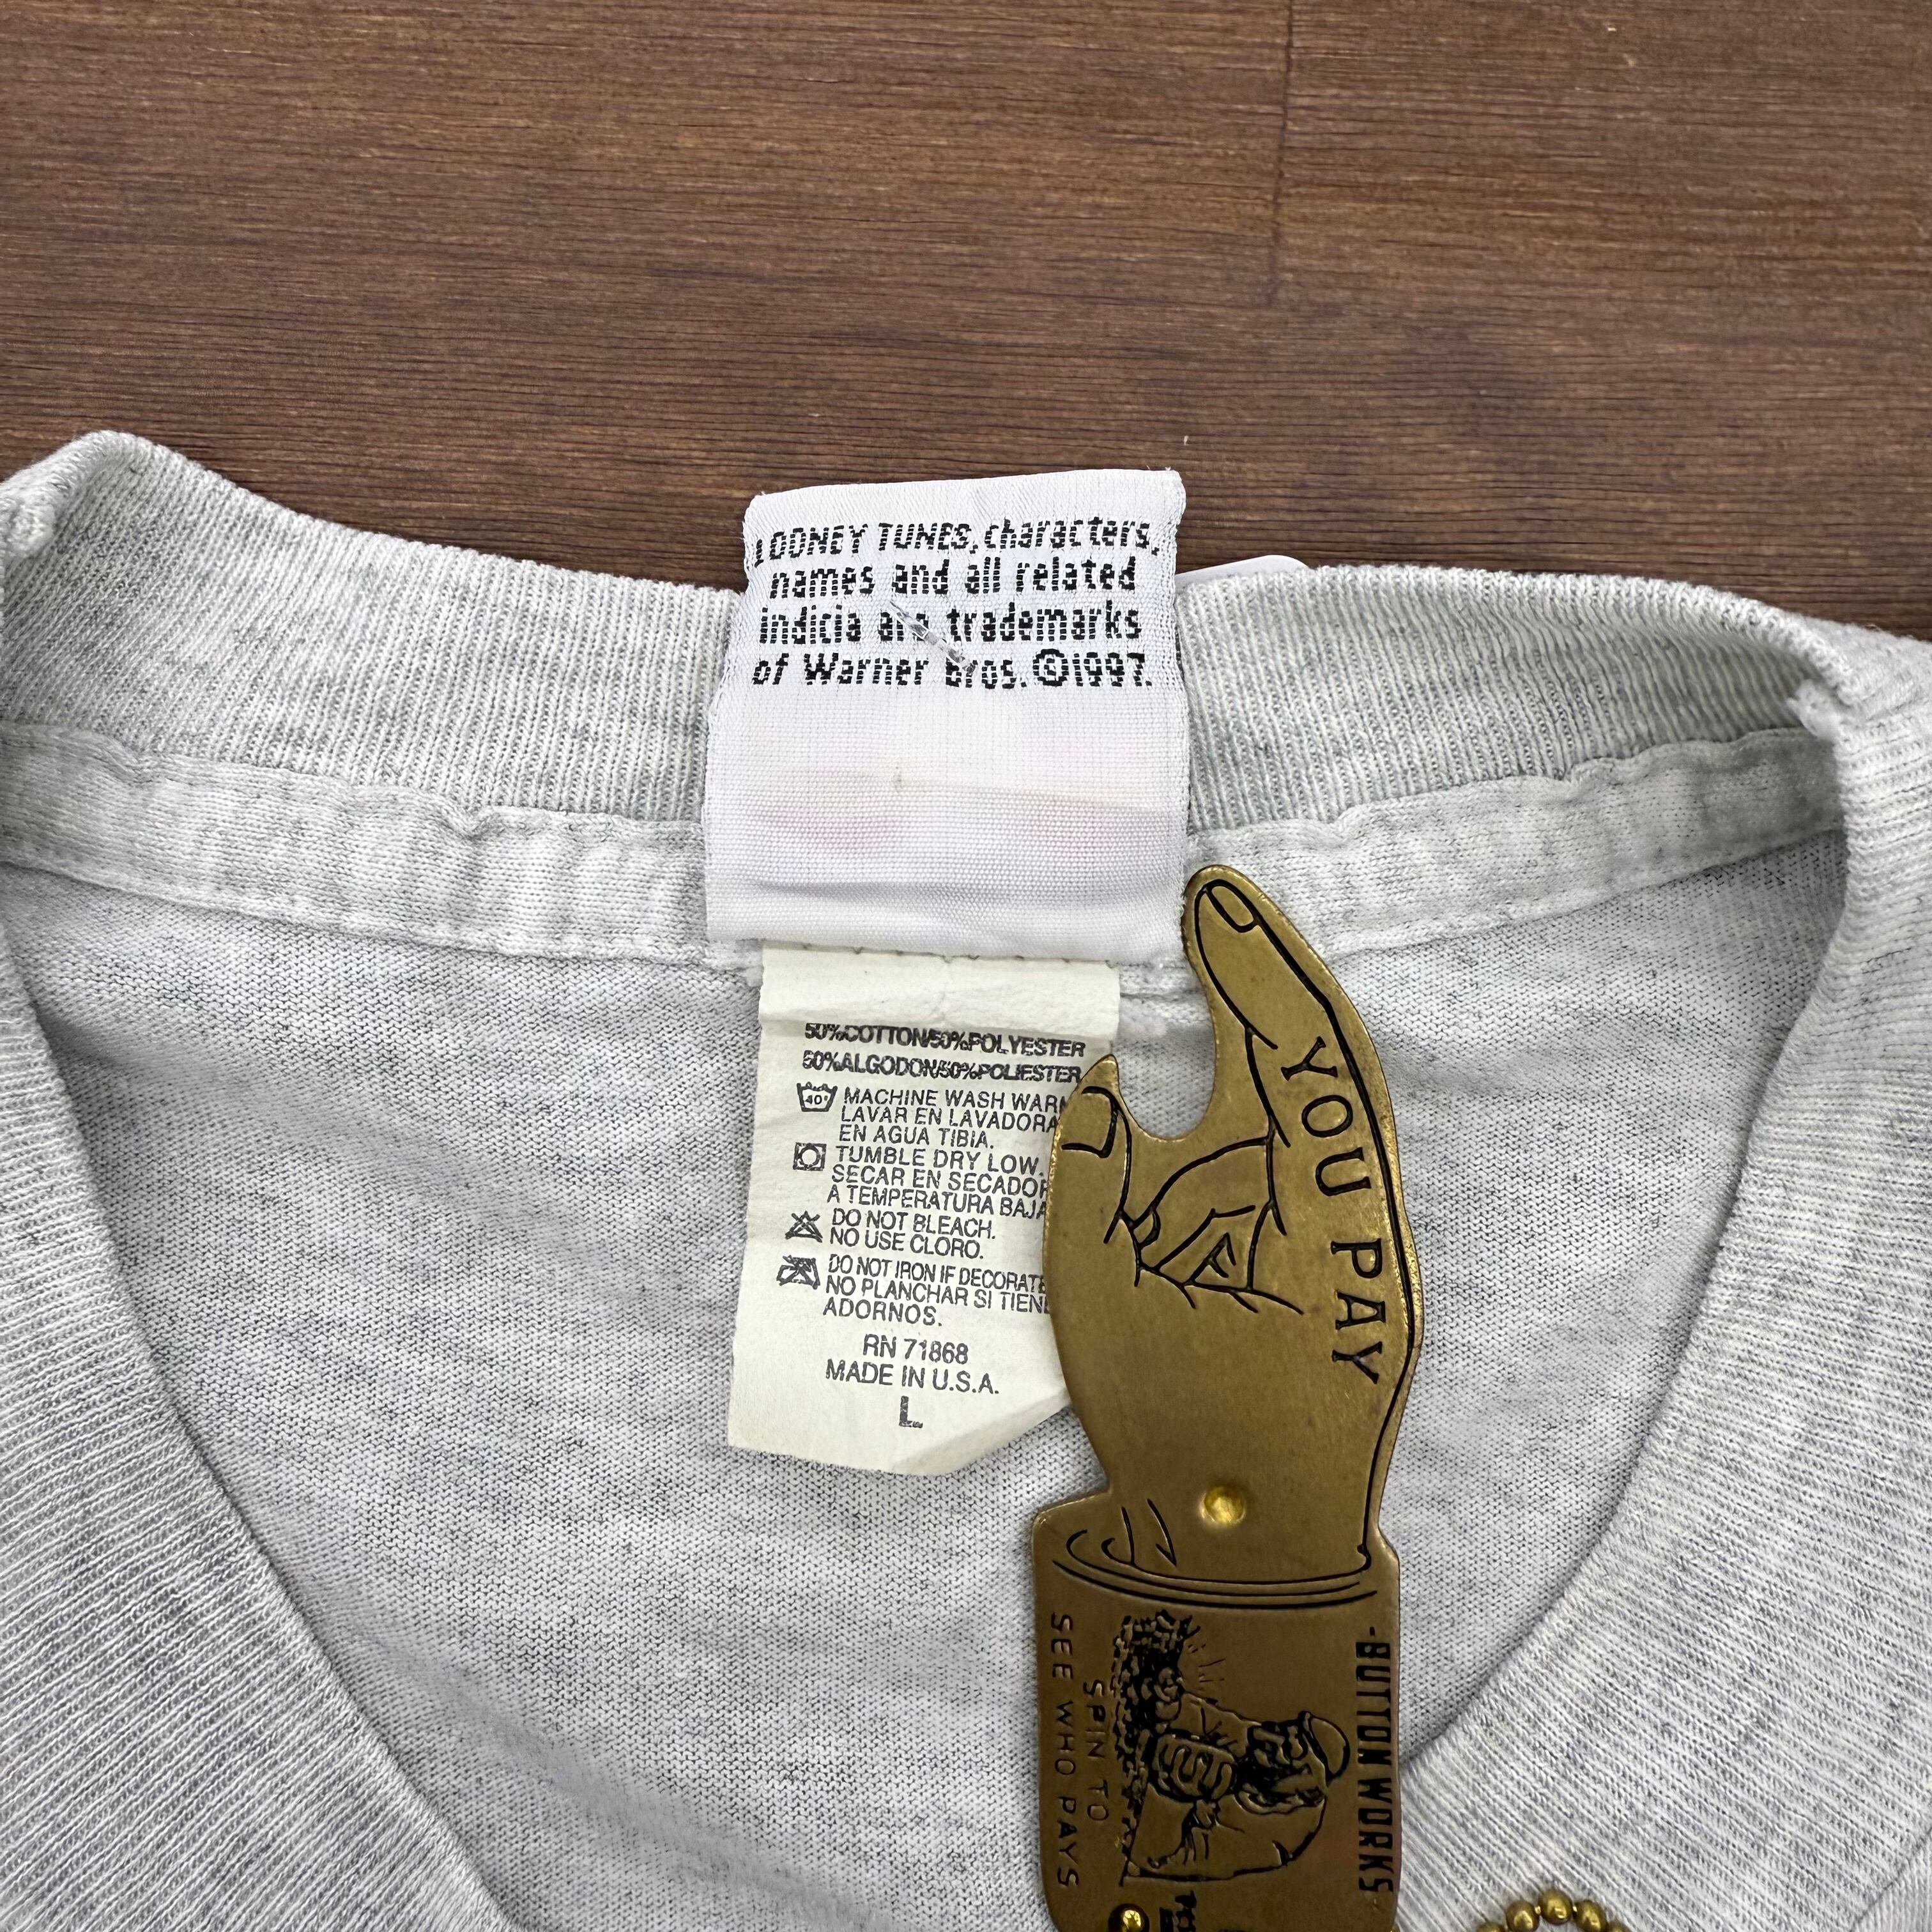 LOONEY TUNES, characters,
names and all related
indicia are trademarks
of Warner Bros. ©1997.
50%COTTON/50%POLYESTER
50%ALGODON/50%POLIESTER
40°
MACHINE WASH WARM
LAVAR EN LAVADORA
EN AGUA TIBIA.
TUMBLE DRY LOW.
SECAR EN SECADOR
A TEMPERATURA BAJA
DO NOT BLEACH.
NO USE CLORO.
DO NOT IRON IF DECORATE
NO PLANCHAR SI TIENE
ADORNOS.
RN 71868
MADE IN U.S.A.
L
YOU PAY
-BUTTON WORKS
SPIN TO
SEE WHO PAYS